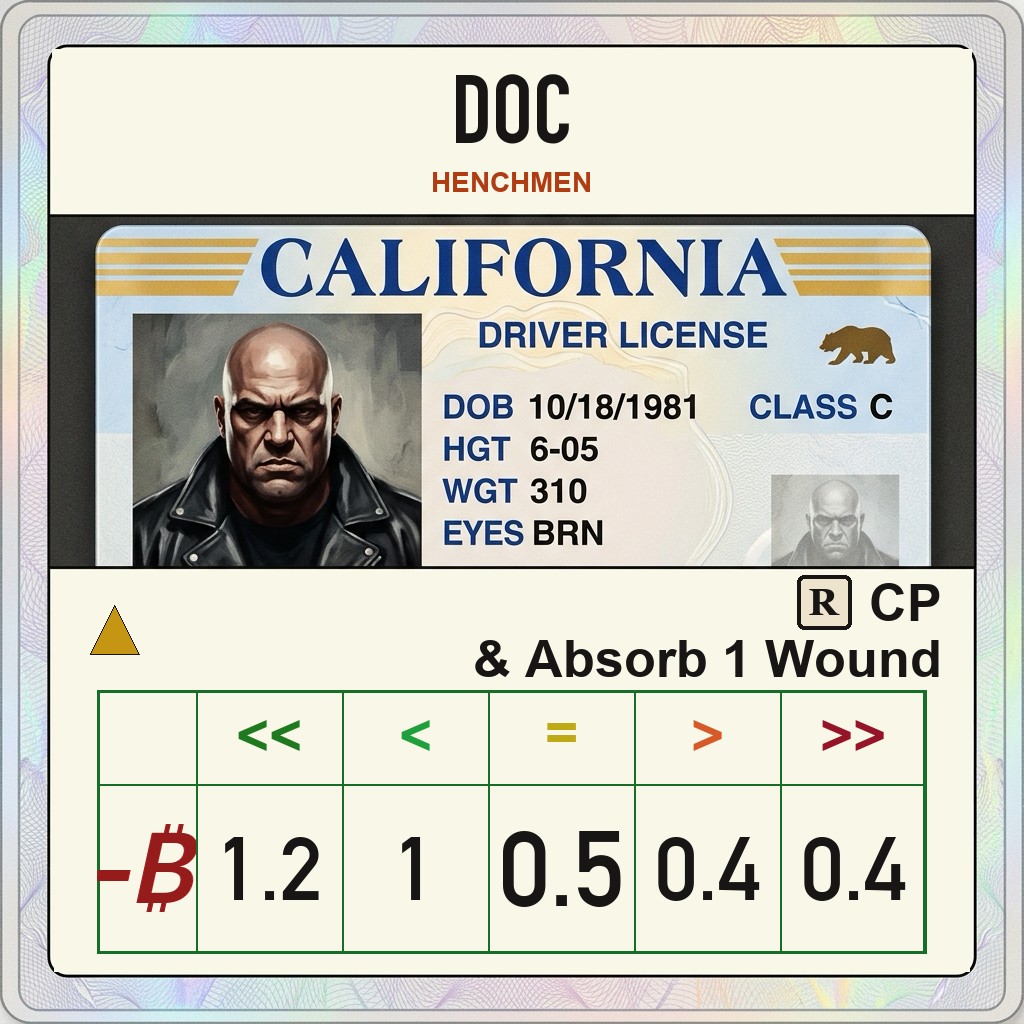 DOC
HENCHMEN
CALIFORNIA
DRIVER LICENSE
DOB 10/18/1981 CLASS C
HGT 6-05
WGT 310
EYES BRN
R CP
& Absorb 1 Wound
<< < = > >>
-₿ 1.2 1 0.5 0.4 0.4